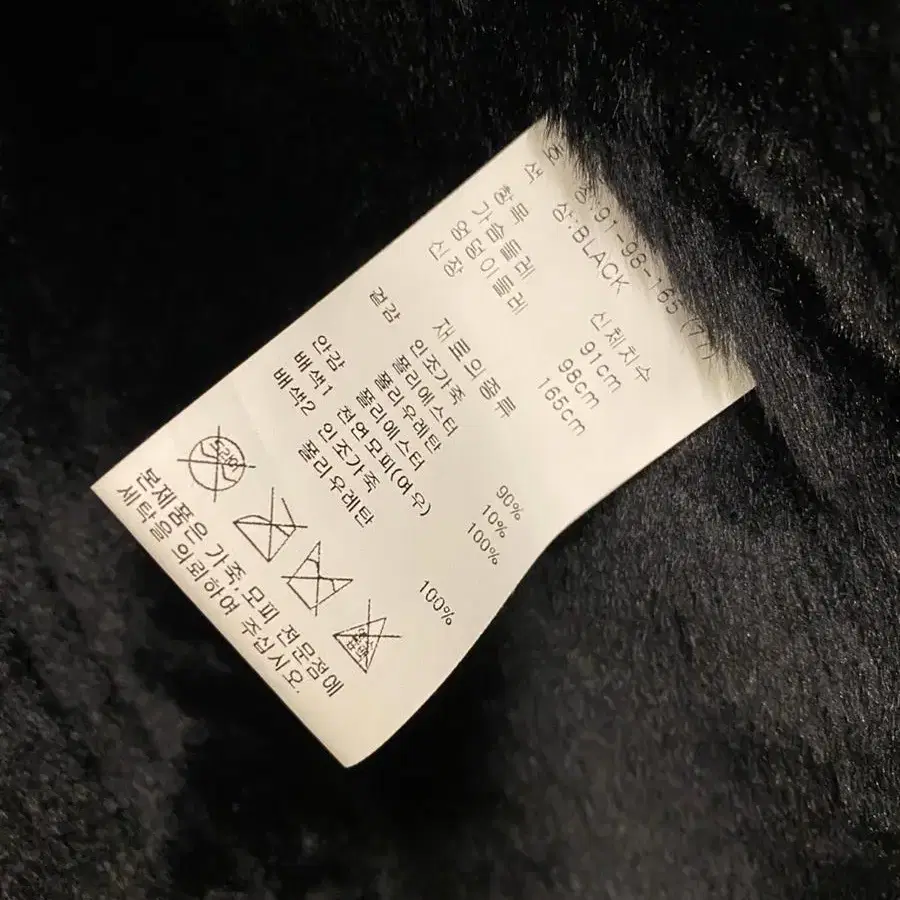 호 칭:91-98-165 (77)
색 상:BLACK
항목 신체치수
가슴둘레 91cm
엉덩이둘레 98cm
신장 165cm
재료의종류
겉감 인조가죽
폴리에스터 90%
폴리우레탄 10%
안감 폴리에스터 100%
배색1 천연모피(여우)
배색2 인조가죽
폴리우레탄 100%
드라이
본제품은 가죽,모피 전문점에
세탁을 의뢰하여 주십시오.